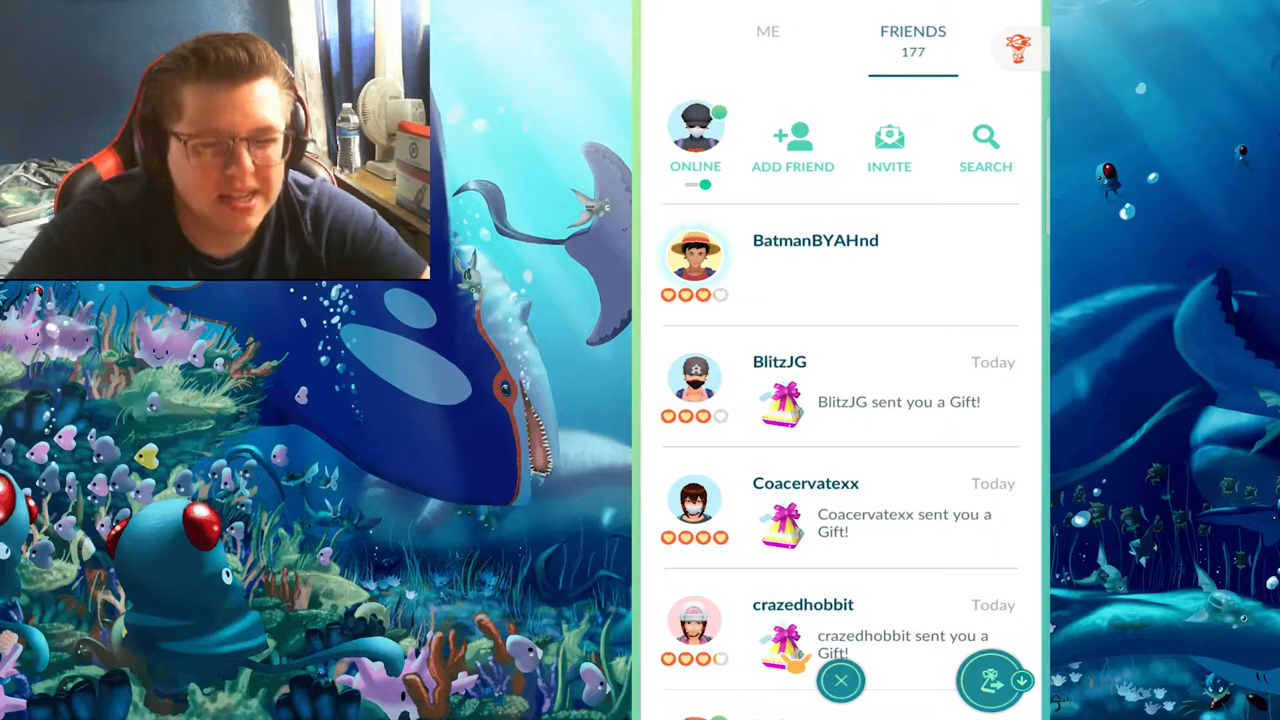 ME
FRIENDS
177
ONLINE
ADD FRIEND
INVITE
SEARCH
BatmanBYAHnd
BlitzJG
Today
BlitzJG sent you a Gift!
Coacervatexx
Today
Coacervatexx sent you a
Gift!
crazedhobbit
Today
crazedhobbit sent you a
Gift!